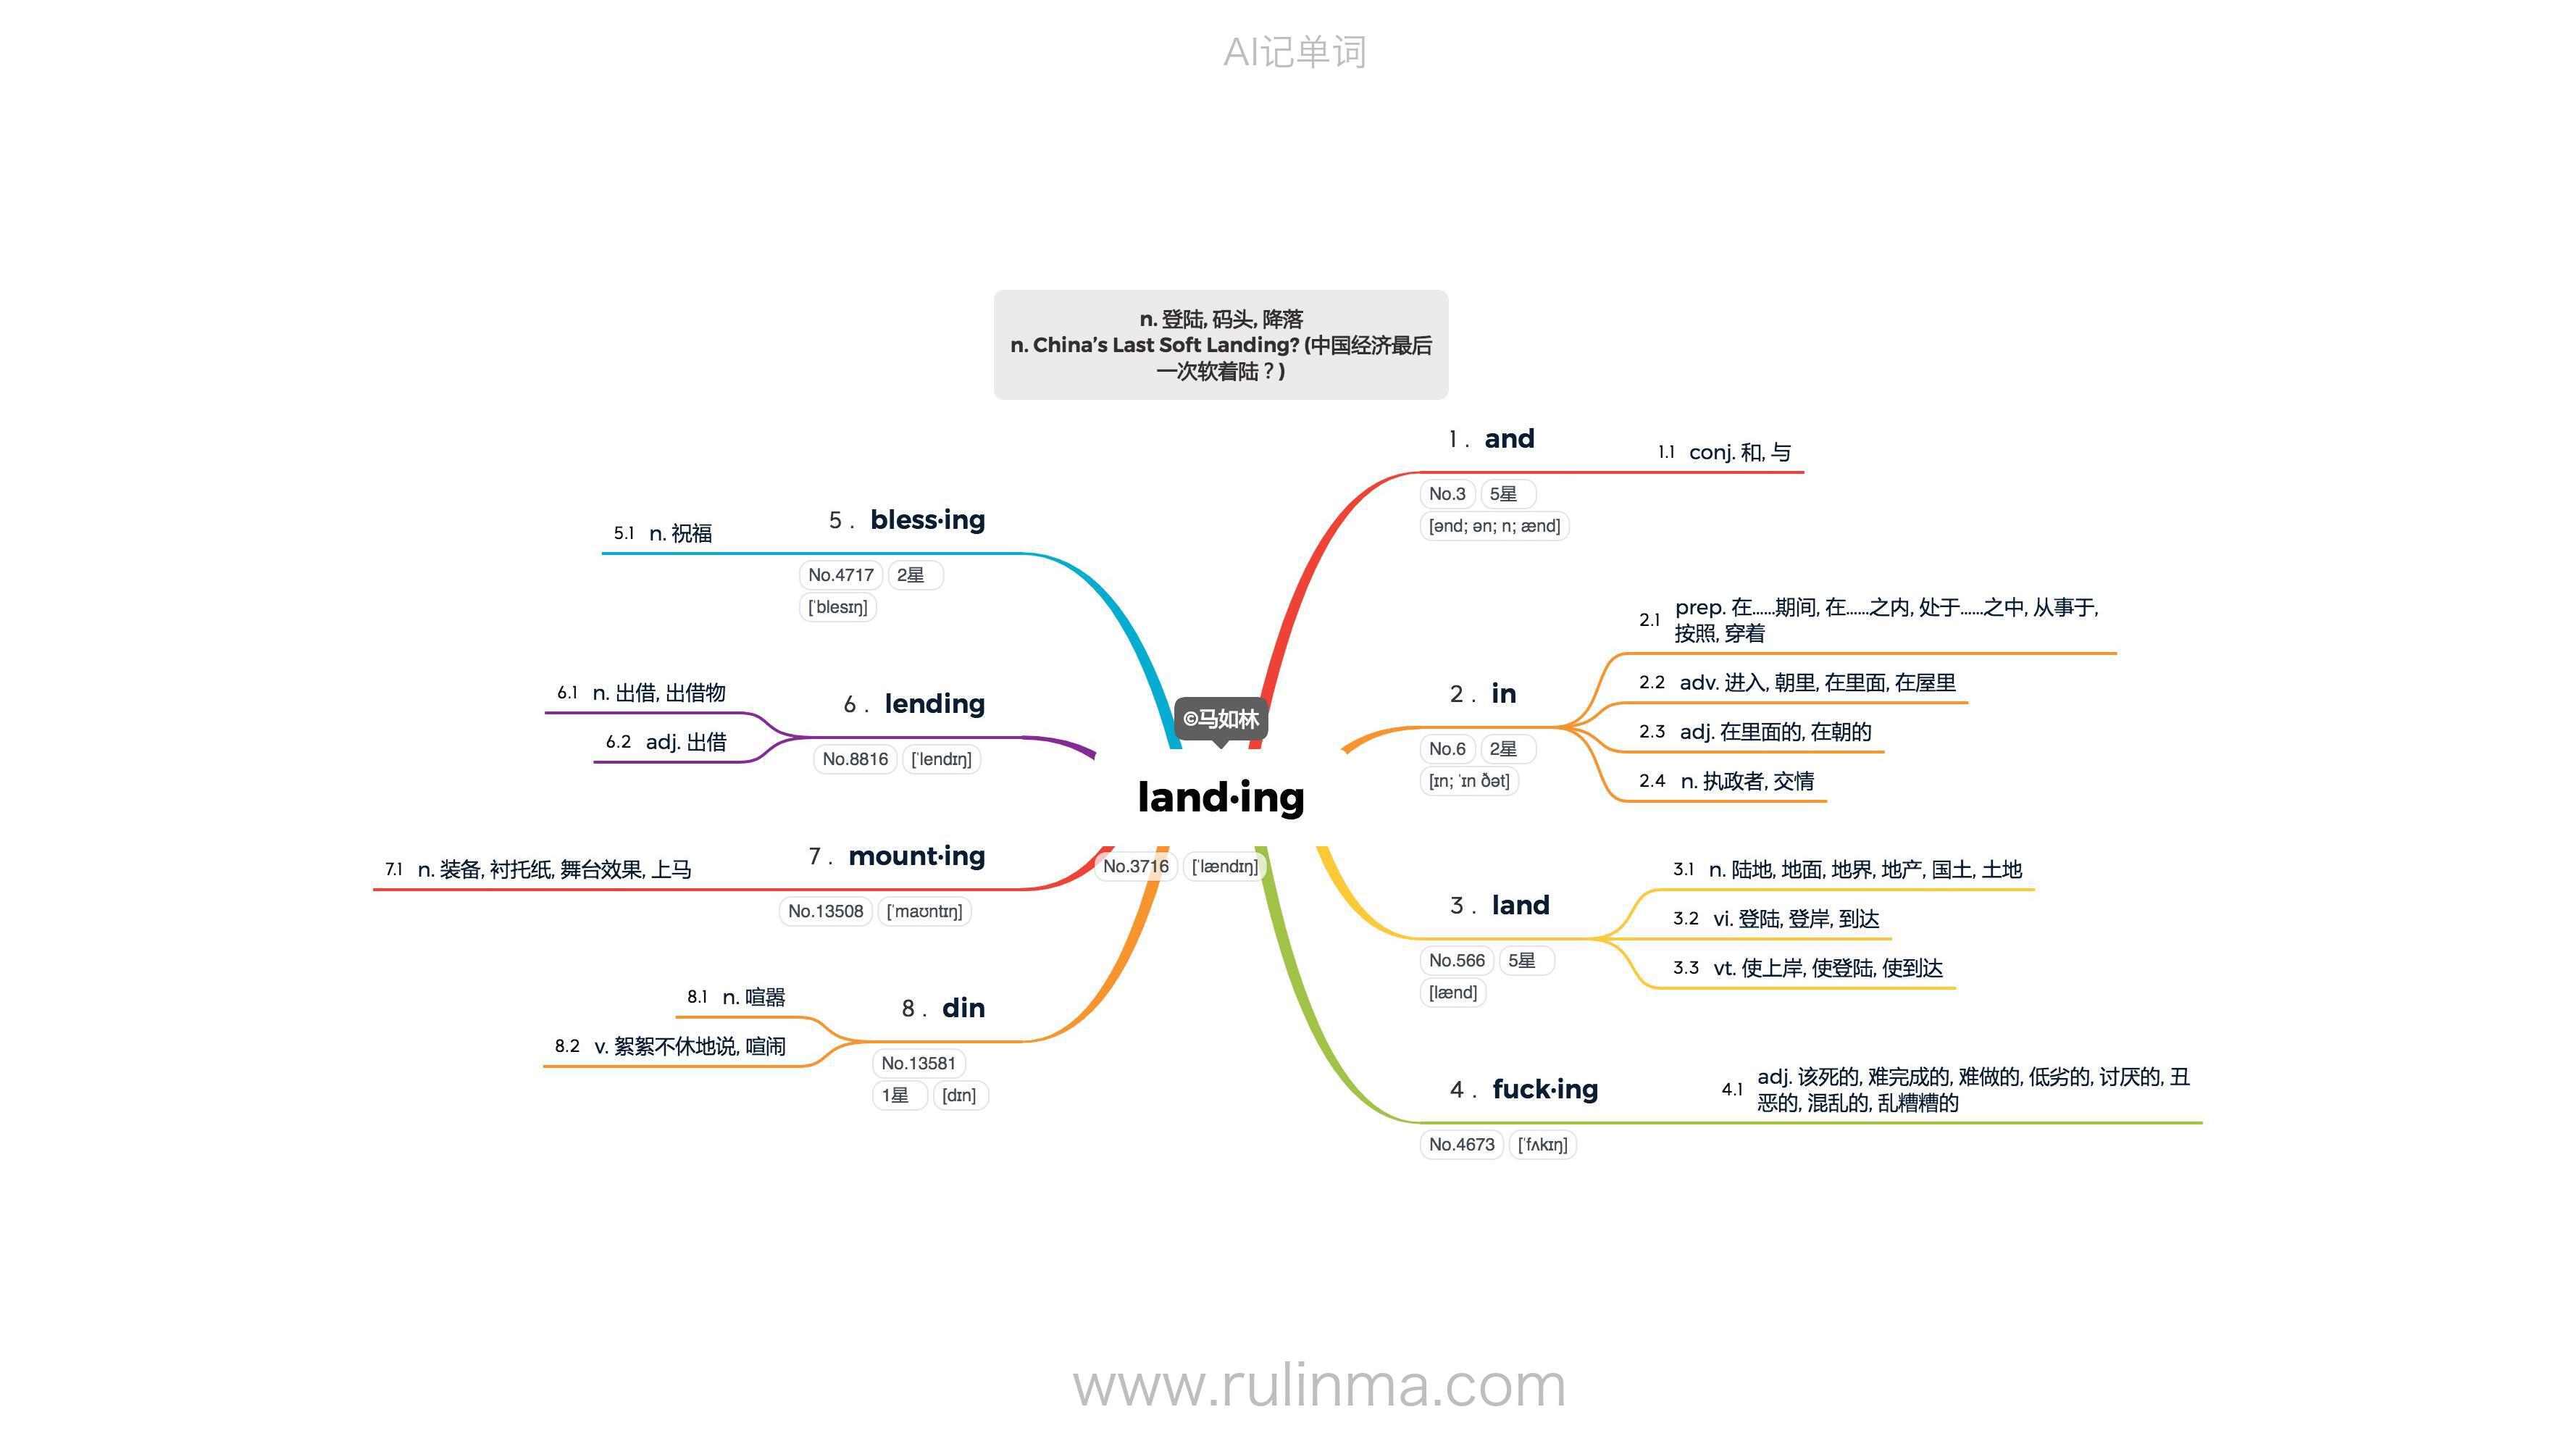 AI记单词
n. 登陆, 码头, 降落
n. China’s Last Soft Landing? (中国经济最后
一次软着陆？)
©马如林
land·ing
No.3716 [ˈlændɪŋ]
1 . and
No.3 5星
[ənd; ən; n; ænd]
1.1 conj. 和, 与
2 . in
No.6 2星
[ɪn; ˈɪn ðət]
2.1 prep. 在......期间, 在......之内, 处于......之中, 从事于,
按照, 穿着
2.2 adv. 进入, 朝里, 在里面, 在屋里
2.3 adj. 在里面的, 在朝的
2.4 n. 执政者, 交情
3 . land
No.566 5星
[lænd]
3.1 n. 陆地, 地面, 地界, 地产, 国土, 土地
3.2 vi. 登陆, 登岸, 到达
3.3 vt. 使上岸, 使登陆, 使到达
4 . fuck·ing
No.4673 [ˈfʌkɪŋ]
4.1 adj. 该死的, 难完成的, 难做的, 低劣的, 讨厌的, 丑
恶的, 混乱的, 乱糟糟的
5 . bless·ing
No.4717 2星
[ˈblesɪŋ]
5.1 n. 祝福
6 . lending
No.8816 [ˈlendɪŋ]
6.1 n. 出借, 出借物
6.2 adj. 出借
7 . mount·ing
No.13508 [ˈmaʊntɪŋ]
7.1 n. 装备, 衬托纸, 舞台效果, 上马
8 . din
No.13581
1星 [dɪn]
8.1 n. 喧嚣
8.2 v. 絮絮不休地说, 喧闹
www.rulinma.com